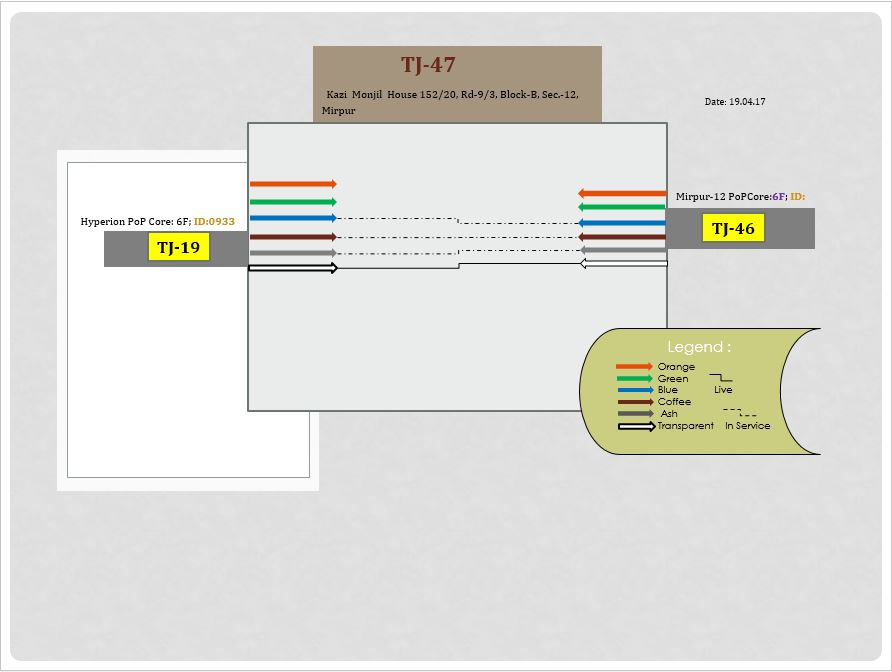 TJ-47
Kazi Monjil House 152/20, Rd-9/3, Block-B, Sec.-12,
Mirpur
Date: 19.04.17
Mirpur-12 PoPCore:6F; ID:
Hyperion PoP Core: 6F; ID:0933
TJ-46
TJ-19
Legend :
Orange
Green
Blue Live
Coffee
Ash
Transparent In Service